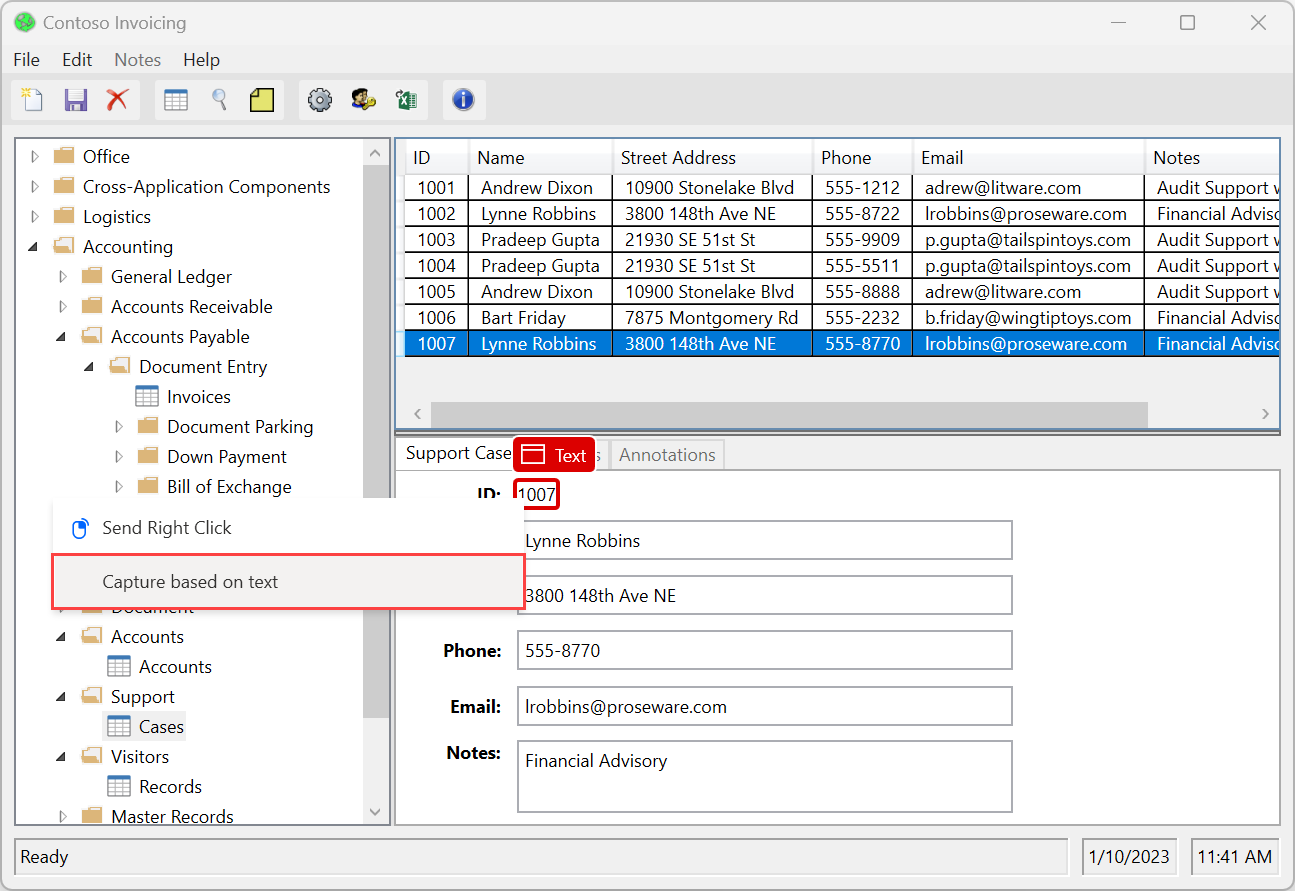 Contoso Invoicing
File Edit Notes Help
Office
Cross-Application Components
Logistics
Accounting
General Ledger
Accounts Receivable
Accounts Payable
Document Entry
Invoices
Document Parking
Down Payment
Bill of Exchange
Send Right Click
Capture based on text
Document
Accounts
Accounts
Support
Cases
Visitors
Records
Master Records
ID Name Street Address Phone Email Notes
1001 Andrew Dixon 10900 Stonelake Blvd 555-1212 adrew@litware.com Audit Support w
1002 Lynne Robbins 3800 148th Ave NE 555-8722 lrobbins@proseware.com Financial Adviso
1003 Pradeep Gupta 21930 SE 51st St 555-9909 p.gupta@tailspintoys.com Audit Support w
1004 Pradeep Gupta 21930 SE 51st St 555-5511 p.gupta@tailspintoys.com Audit Support w
1005 Andrew Dixon 10900 Stonelake Blvd 555-8888 adrew@litware.com Audit Support w
1006 Bart Friday 7875 Montgomery Rd 555-2232 b.friday@wingtiptoys.com Financial Adviso
1007 Lynne Robbins 3800 148th Ave NE 555-8770 lrobbins@proseware.com Financial Adviso
Support Case Text s Annotations
ID: 1007
Lynne Robbins
3800 148th Ave NE
Phone: 555-8770
Email: lrobbins@proseware.com
Notes: Financial Advisory
Ready 1/10/2023 11:41 AM